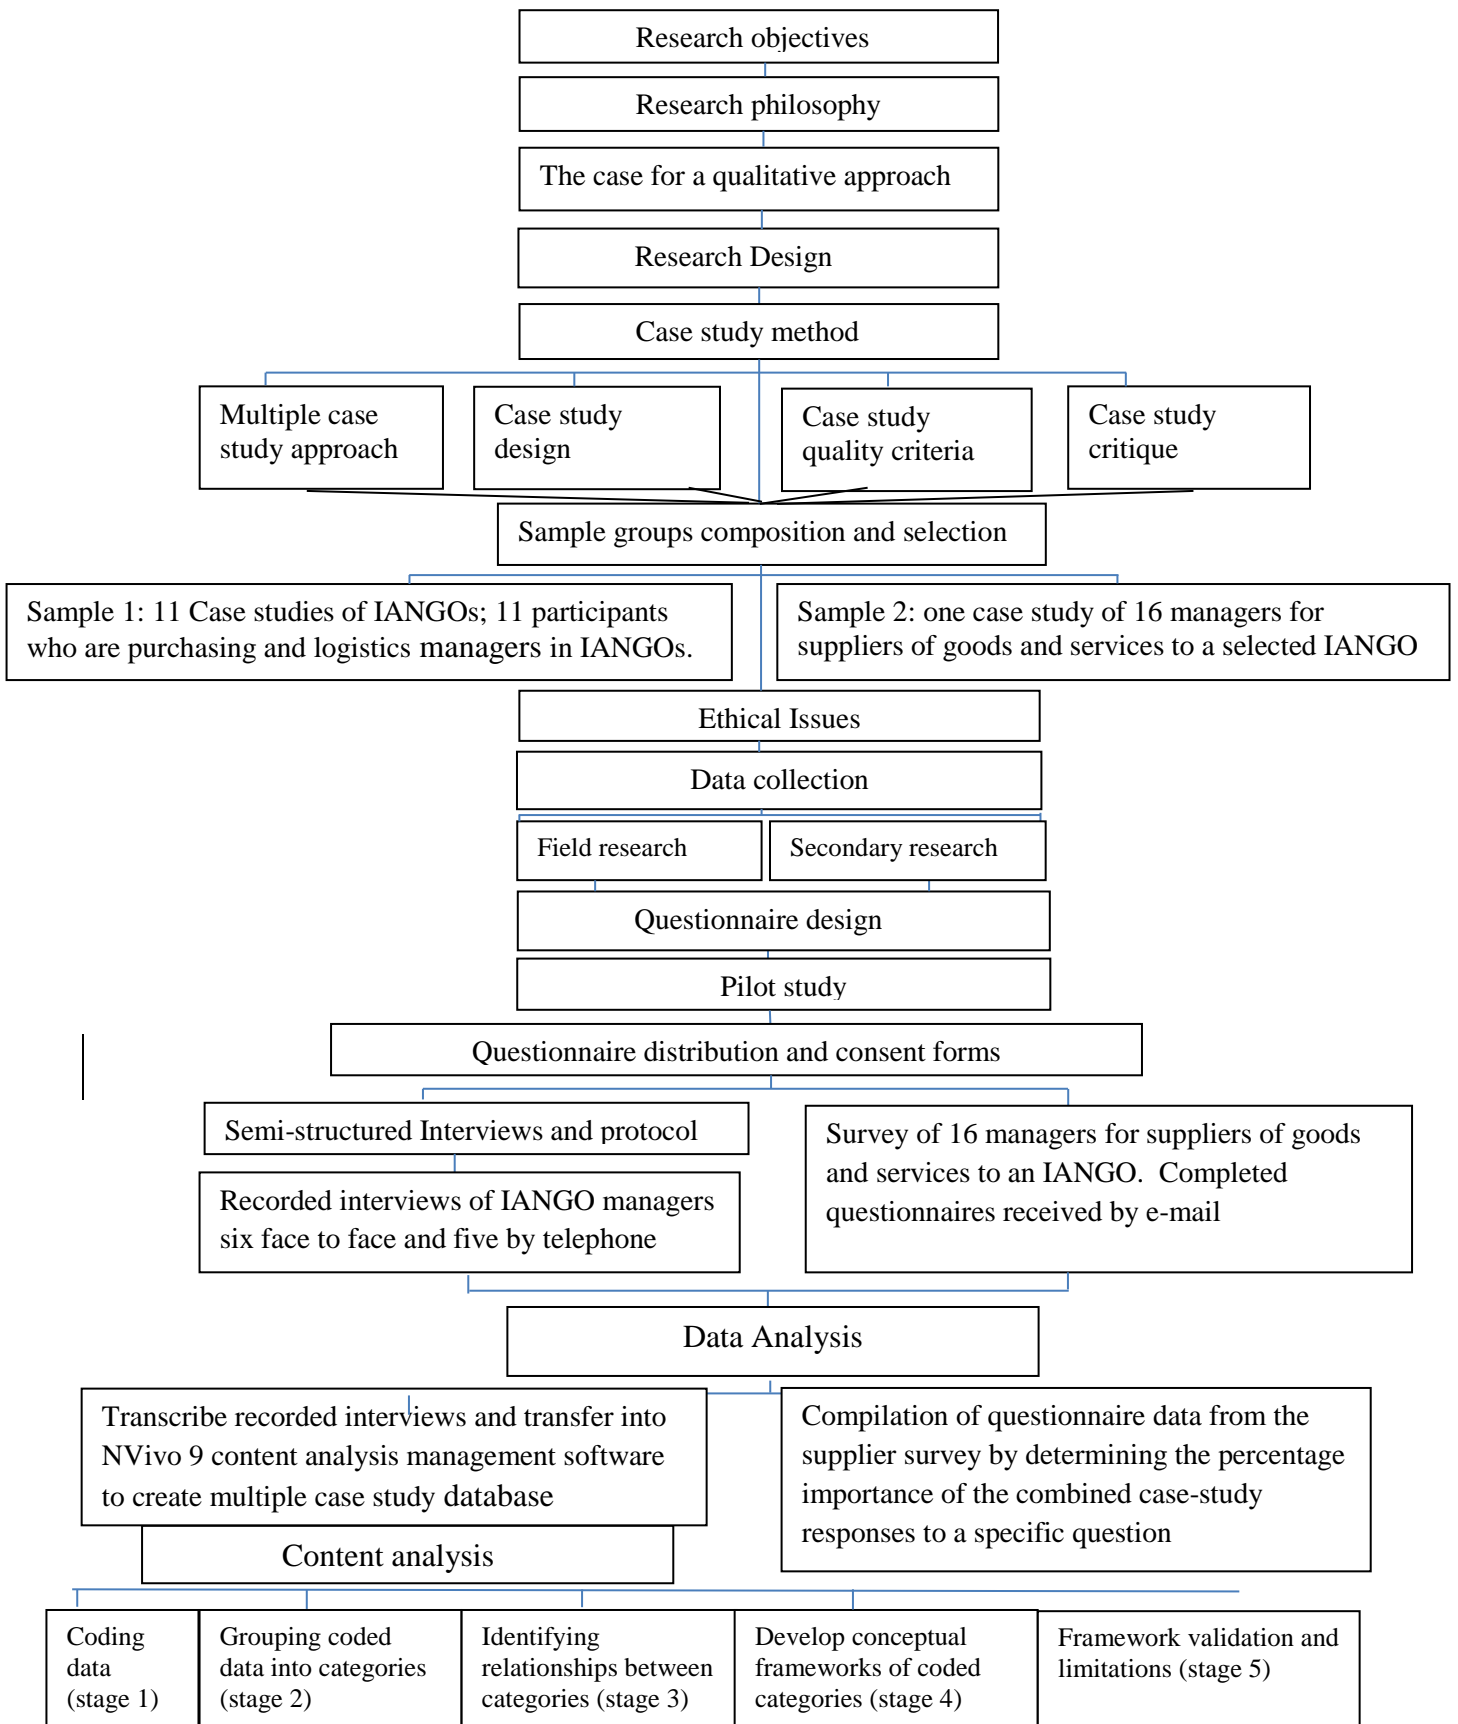 Research objectives
Research philosophy
The case for a qualitative approach
Research Design
Case study method
Multiple case
study approach
Case study
design
Case study
quality criteria
Case study
critique
Sample groups composition and selection
Sample 1: 11 Case studies of IANGOs; 11 participants
who are purchasing and logistics managers in IANGOs.
Sample 2: one case study of 16 managers for
suppliers of goods and services to a selected IANGO
Ethical Issues
Data collection
Field research
Secondary research
Questionnaire design
Pilot study
Questionnaire distribution and consent forms
Semi-structured Interviews and protocol
Recorded interviews of IANGO managers
six face to face and five by telephone
Survey of 16 managers for suppliers of goods
and services to an IANGO.  Completed
questionnaires received by e-mail
Data Analysis
Transcribe recorded interviews and transfer into
NVivo 9 content analysis management software
to create multiple case study database
Compilation of questionnaire data from the
supplier survey by determining the percentage
importance of the combined case-study
responses to a specific question
Content analysis
Coding
data
(stage 1)
Grouping coded
data into categories
(stage 2)
Identifying
relationships between
categories (stage 3)
Develop conceptual
frameworks of coded
categories (stage 4)
Framework validation and
limitations (stage 5)